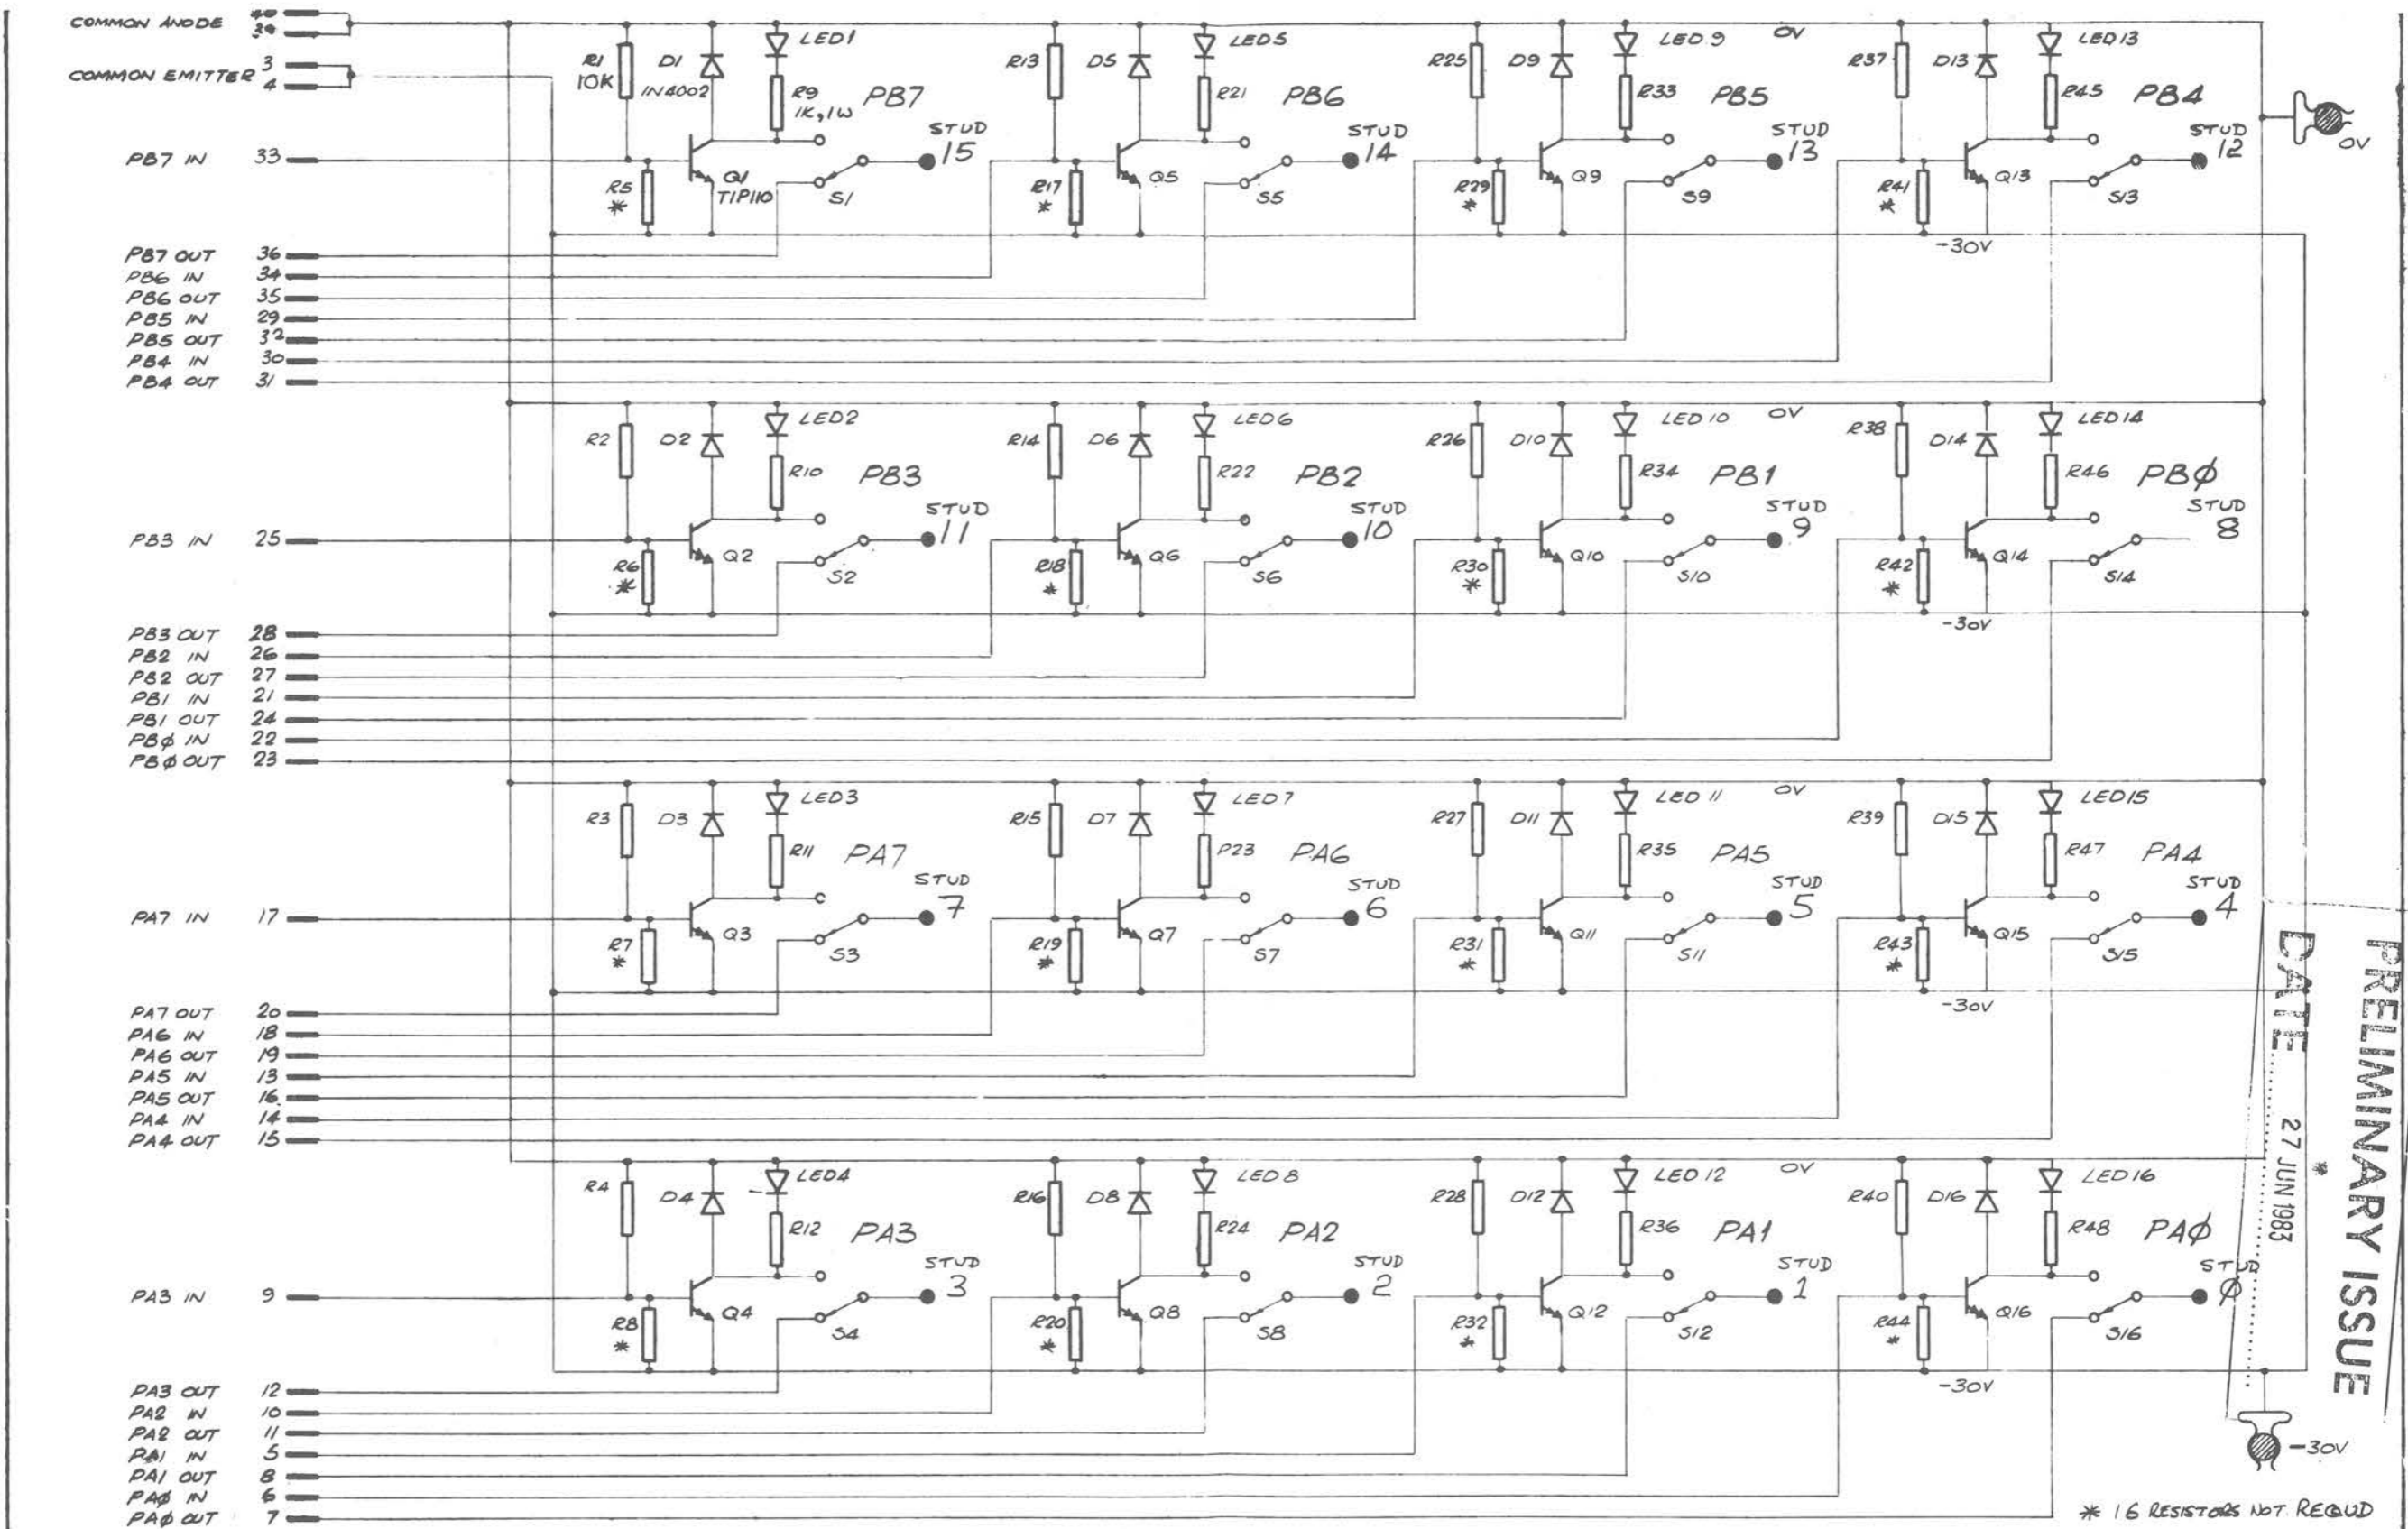 COMMON ANODE 40
39
COMMON EMITTER 3
4
R1 10K
D1 IN4002
LED1
R9 1K,1W
PB7
STUD 15
Q1 TIP110
R5 *
S1
R13
D5
LED5
R21
PB6
STUD 14
R17 *
Q5
S5
R25
D9
LED 9
0V
R33
PB5
STUD 13
R29 *
Q9
S9
R37
D13
LED13
R45
PB4
STUD 12
R41 *
Q13
S13
-30V
0V
PB7 IN 33
PB7 OUT 36
PB6 IN 34
PB6 OUT 35
PB5 IN 29
PB5 OUT 32
PB4 IN 30
PB4 OUT 31
R2
D2
LED2
R10
PB3
STUD 11
R6 *
Q2
S2
R14
D6
LED6
R22
PB2
STUD 10
R18 *
Q6
S6
R26
D10
LED 10
0V
R34
PB1
STUD 9
R30 *
Q10
S10
R38
D14
LED14
R46
PBØ
STUD 8
R42 *
Q14
S14
-30V
PB3 IN 25
PB3 OUT 28
PB2 IN 26
PB2 OUT 27
PB1 IN 21
PB1 OUT 24
PBØ IN 22
PBØ OUT 23
R3
D3
LED3
R11
PA7
STUD 7
R7 *
Q3
S3
R15
D7
LED7
R23
PA6
STUD 6
R19 *
Q7
S7
R27
D11
LED 11
0V
R35
PA5
STUD 5
R31 *
Q11
S11
R39
D15
LED15
R47
PA4
STUD 4
R43 *
Q15
S15
-30V
PA7 IN 17
PA7 OUT 20
PA6 IN 18
PA6 OUT 19
PA5 IN 13
PA5 OUT 16
PA4 IN 14
PA4 OUT 15
R4
D4
LED4
R12
PA3
STUD 3
R8 *
Q4
S4
R16
D8
LED 8
R24
PA2
STUD 2
R20 *
Q8
S8
R28
D12
LED 12
0V
R36
PA1
STUD 1
R32 *
Q12
S12
R40
D16
LED16
R48
PAØ
STUD Ø
R44 *
Q16
S16
-30V
PA3 IN 9
PA3 OUT 12
PA2 IN 10
PA2 OUT 11
PA1 IN 5
PA1 OUT 8
PAØ IN 6
PAØ OUT 7
PRELIMINARY ISSUE
*
DATE 27 JUN 1983
-30V
* 16 RESISTORS NOT REQUD